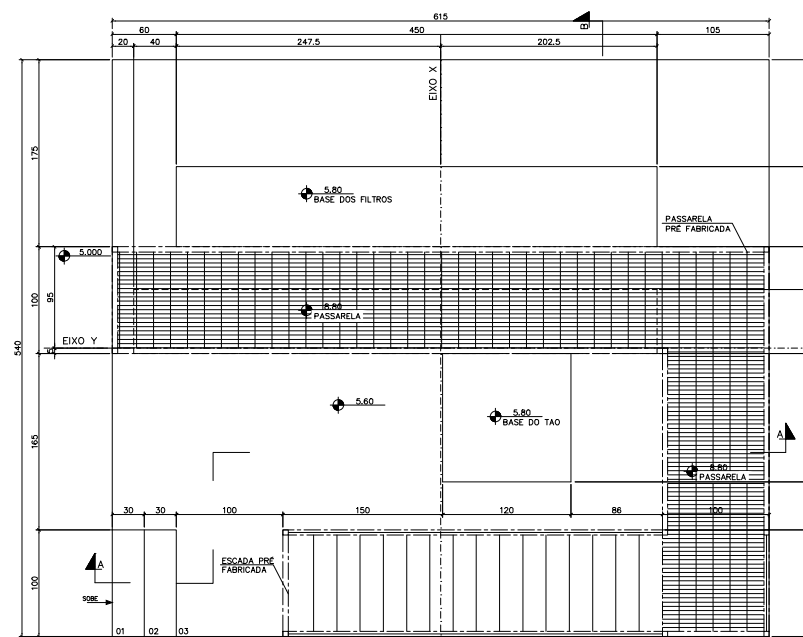 615
B
60
450
105
20
40
247.5
202.5
EIXO X
175
5.80
BASE DOS FILTROS
PASSARELA
PRÉ FABRICADA
5.000
100
95
8.80
PASSARELA
540
5
EIXO Y
5.60
5.80
BASE DO TAO
A
165
8.80
PASSARELA
30
30
100
150
120
86
100
A
ESCADA PRÉ
FABRICADA
100
SOBE
01
02
03